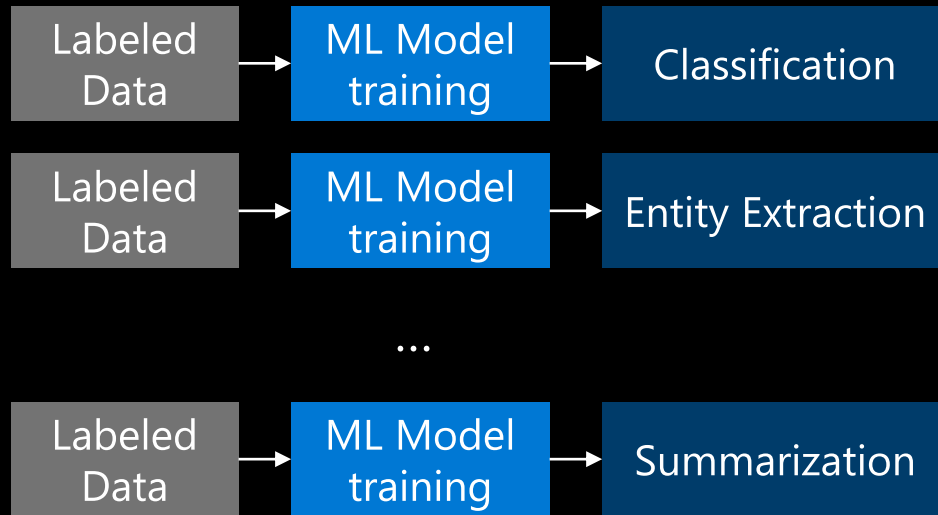 Labeled
Data
ML Model
training
Classification
Labeled
Data
ML Model
training
Entity Extraction
...
Labeled
Data
ML Model
training
Summarization